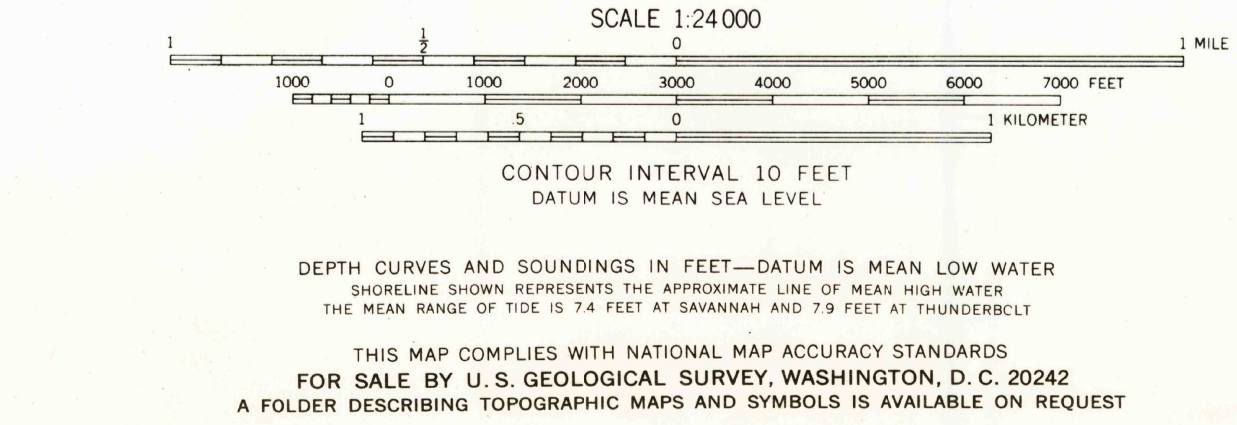 SCALE 1:24 000
1 1/2 0 1 MILE
1000 0 1000 2000 3000 4000 5000 6000 7000 FEET
1 .5 0 1 KILOMETER
CONTOUR INTERVAL 10 FEET
DATUM IS MEAN SEA LEVEL
DEPTH CURVES AND SOUNDINGS IN FEET—DATUM IS MEAN LOW WATER
SHORELINE SHOWN REPRESENTS THE APPROXIMATE LINE OF MEAN HIGH WATER
THE MEAN RANGE OF TIDE IS 7.4 FEET AT SAVANNAH AND 7.9 FEET AT THUNDERBOLT
THIS MAP COMPLIES WITH NATIONAL MAP ACCURACY STANDARDS
FOR SALE BY U. S. GEOLOGICAL SURVEY, WASHINGTON, D. C. 20242
A FOLDER DESCRIBING TOPOGRAPHIC MAPS AND SYMBOLS IS AVAILABLE ON REQUEST